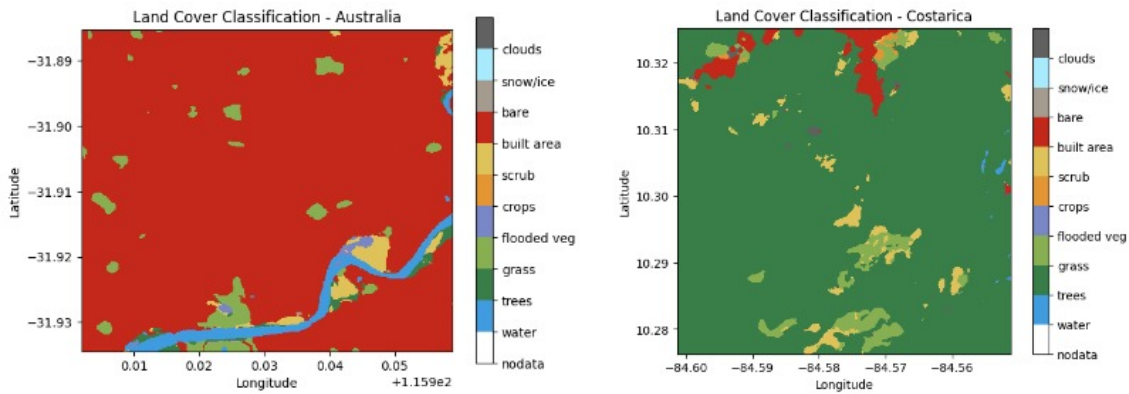 Land Cover Classification - Australia
−31.89
−31.90
−31.91
−31.92
−31.93
Latitude
0.01 0.02 0.03 0.04 0.05
+1.159e2
Longitude
clouds
snow/ice
bare
built area
scrub
crops
flooded veg
grass
trees
water
nodata
Land Cover Classification - Costarica
10.32
10.31
10.30
10.29
10.28
Latitude
−84.60 −84.59 −84.58 −84.57 −84.56
Longitude
clouds
snow/ice
bare
built area
scrub
crops
flooded veg
grass
trees
water
nodata